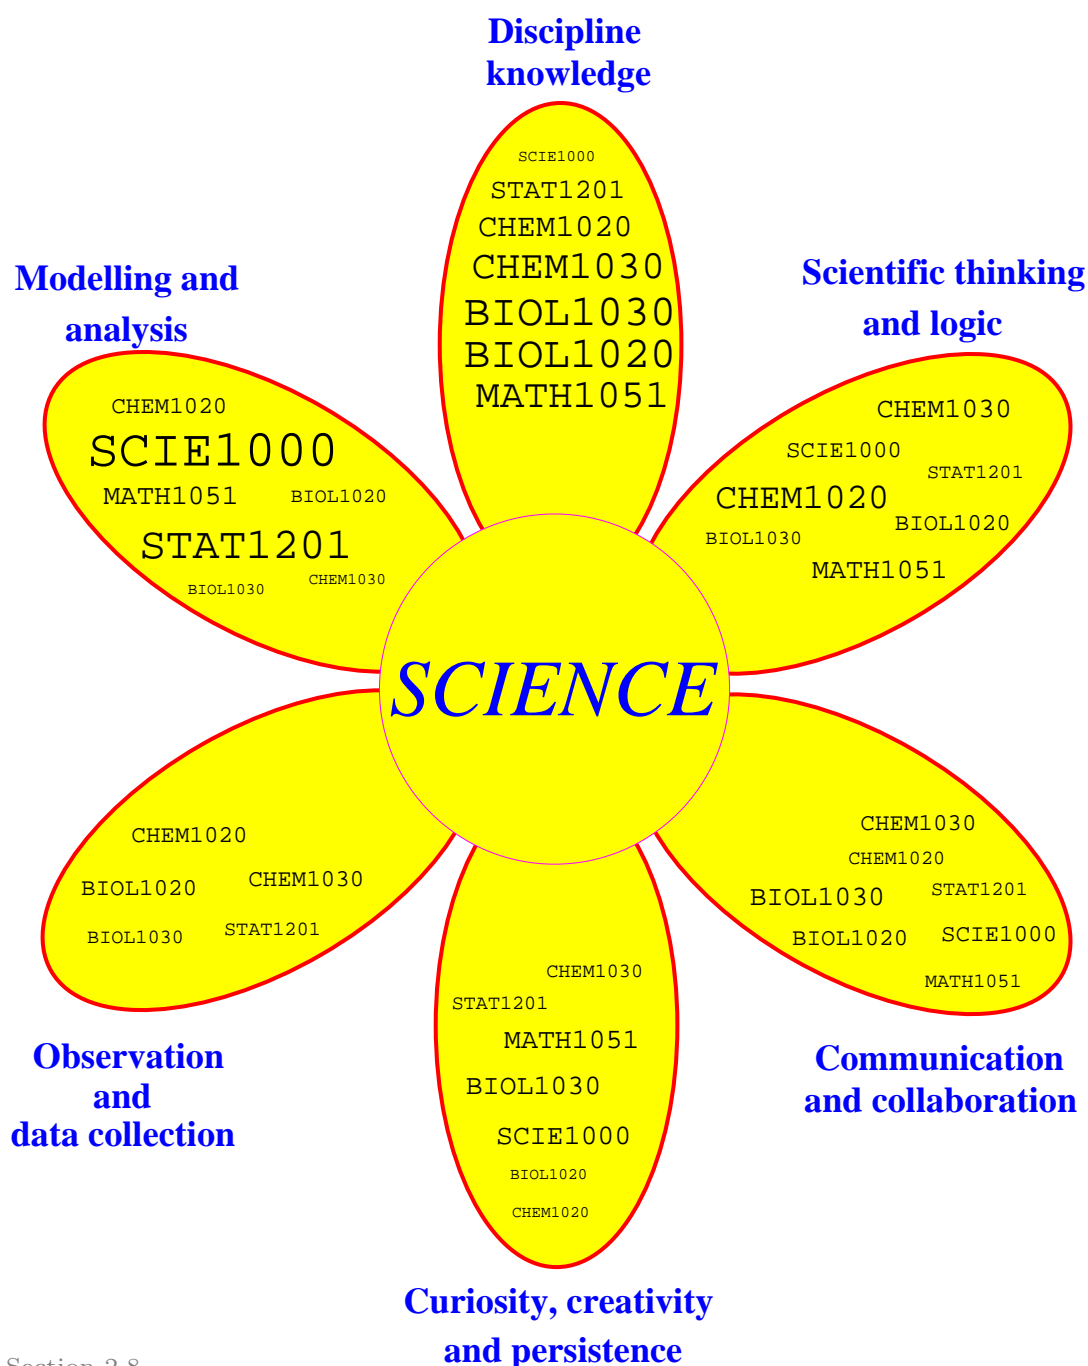 Discipline
knowledge
SCIE1000
STAT1201
CHEM1020
CHEM1030
BIOL1030
BIOL1020
MATH1051
Modelling and
analysis
CHEM1020
SCIE1000
MATH1051 BIOL1020
STAT1201
BIOL1030 CHEM1030
Scientific thinking
and logic
CHEM1030
SCIE1000
STAT1201
CHEM1020
BIOL1020
BIOL1030
MATH1051
SCIENCE
CHEM1020
BIOL1020 CHEM1030
BIOL1030 STAT1201
Observation
and
data collection
CHEM1030
STAT1201
MATH1051
BIOL1030
SCIE1000
BIOL1020
CHEM1020
Curiosity, creativity
and persistence
CHEM1030
CHEM1020
BIOL1030 STAT1201
BIOL1020 SCIE1000
MATH1051
Communication
and collaboration
Section 2.8